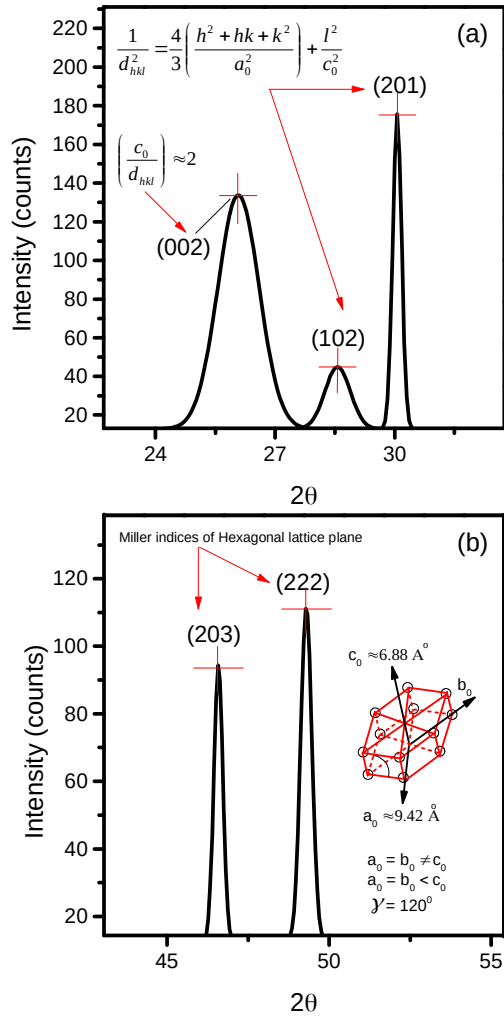 (a)
1/d²hkl = 4/3 ((h² + hk + k²)/a₀²) + l²/c₀²
(201)
(c₀/dhkl) ≈ 2
(002)
(102)
Intensity (counts)
220
200
180
160
140
120
100
80
60
40
20
24
27
30
2θ
(b)
Miller indices of Hexagonal lattice plane
(222)
(203)
c₀ ≈6.88 A°
b₀
a₀ ≈9.42 Å
a₀ = b₀ ≠ c₀
a₀ = b₀ < c₀
γ = 120⁰
Intensity (counts)
120
100
80
60
40
20
45
50
55
2θ